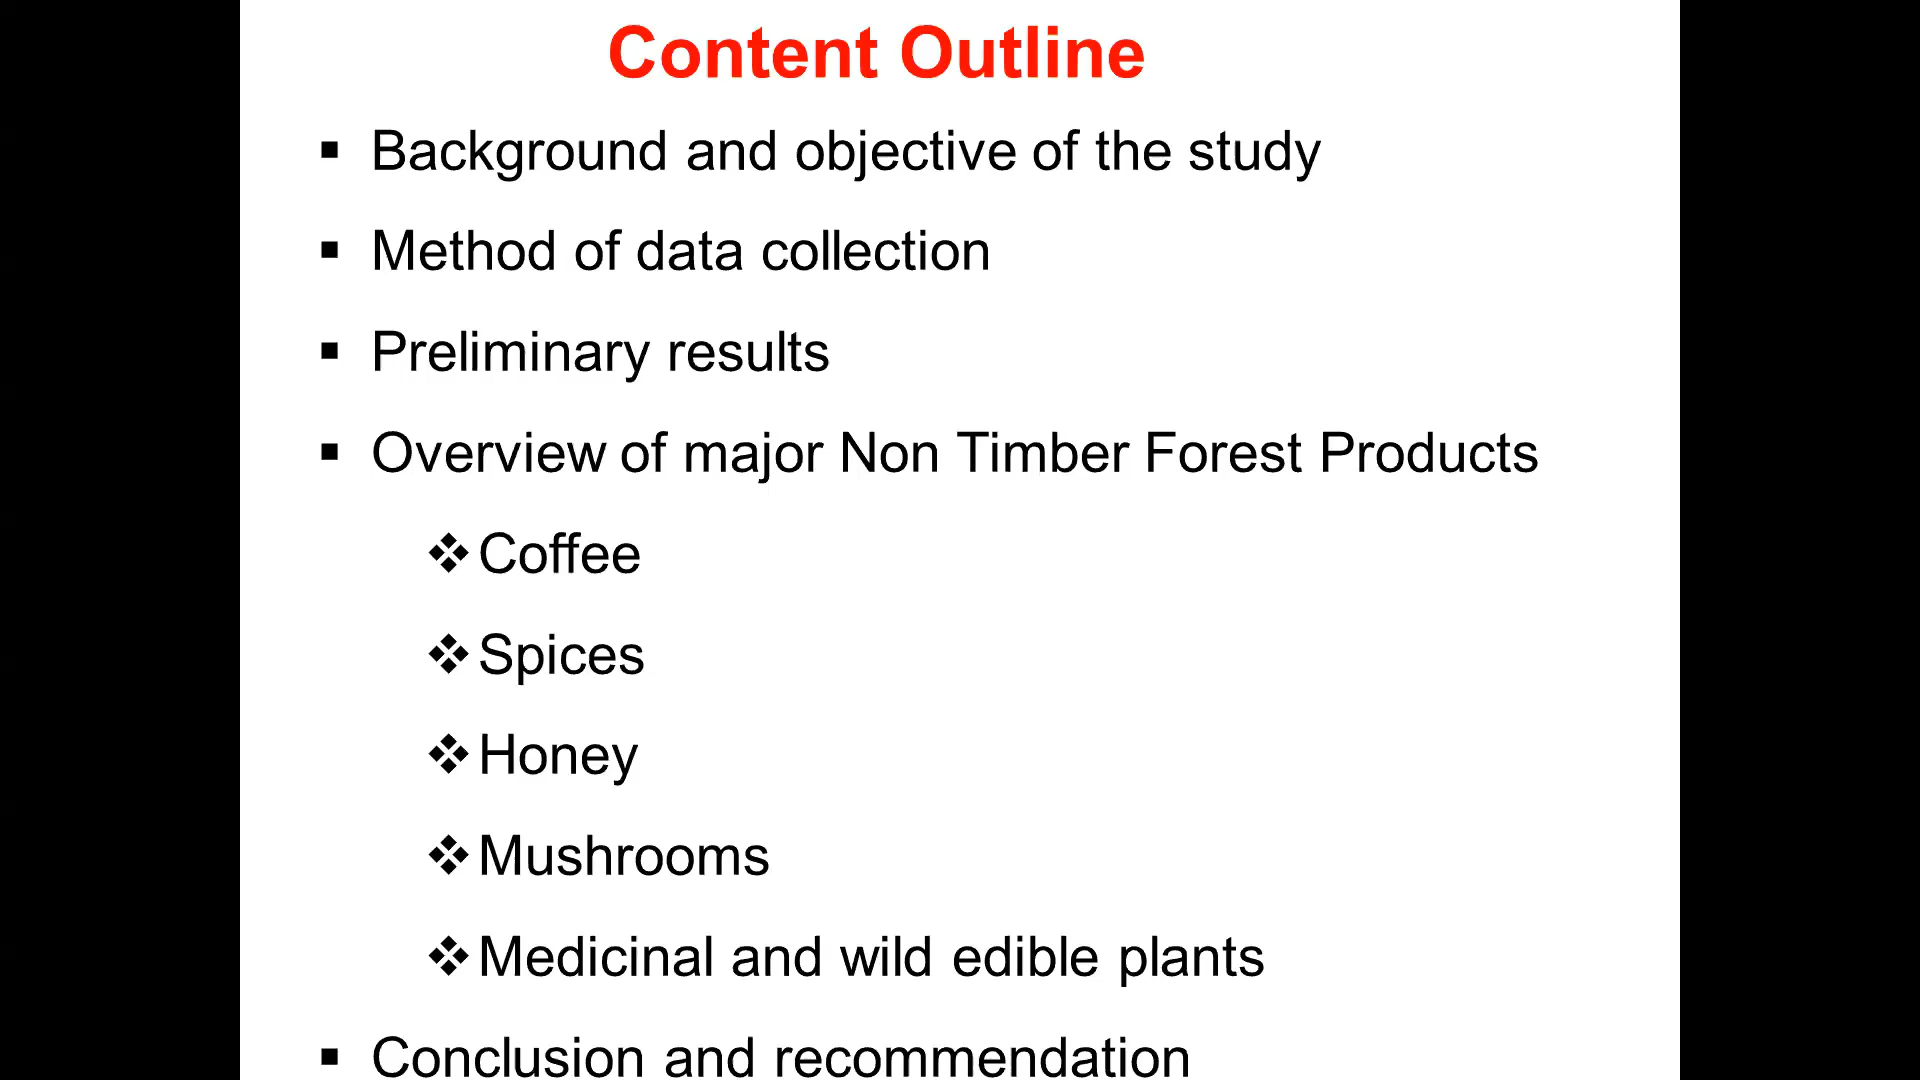 Content Outline
▪ Background and objective of the study
▪ Method of data collection
▪ Preliminary results
▪ Overview of major Non Timber Forest Products
❖ Coffee
❖ Spices
❖ Honey
❖ Mushrooms
❖ Medicinal and wild edible plants
▪ Conclusion and recommendation